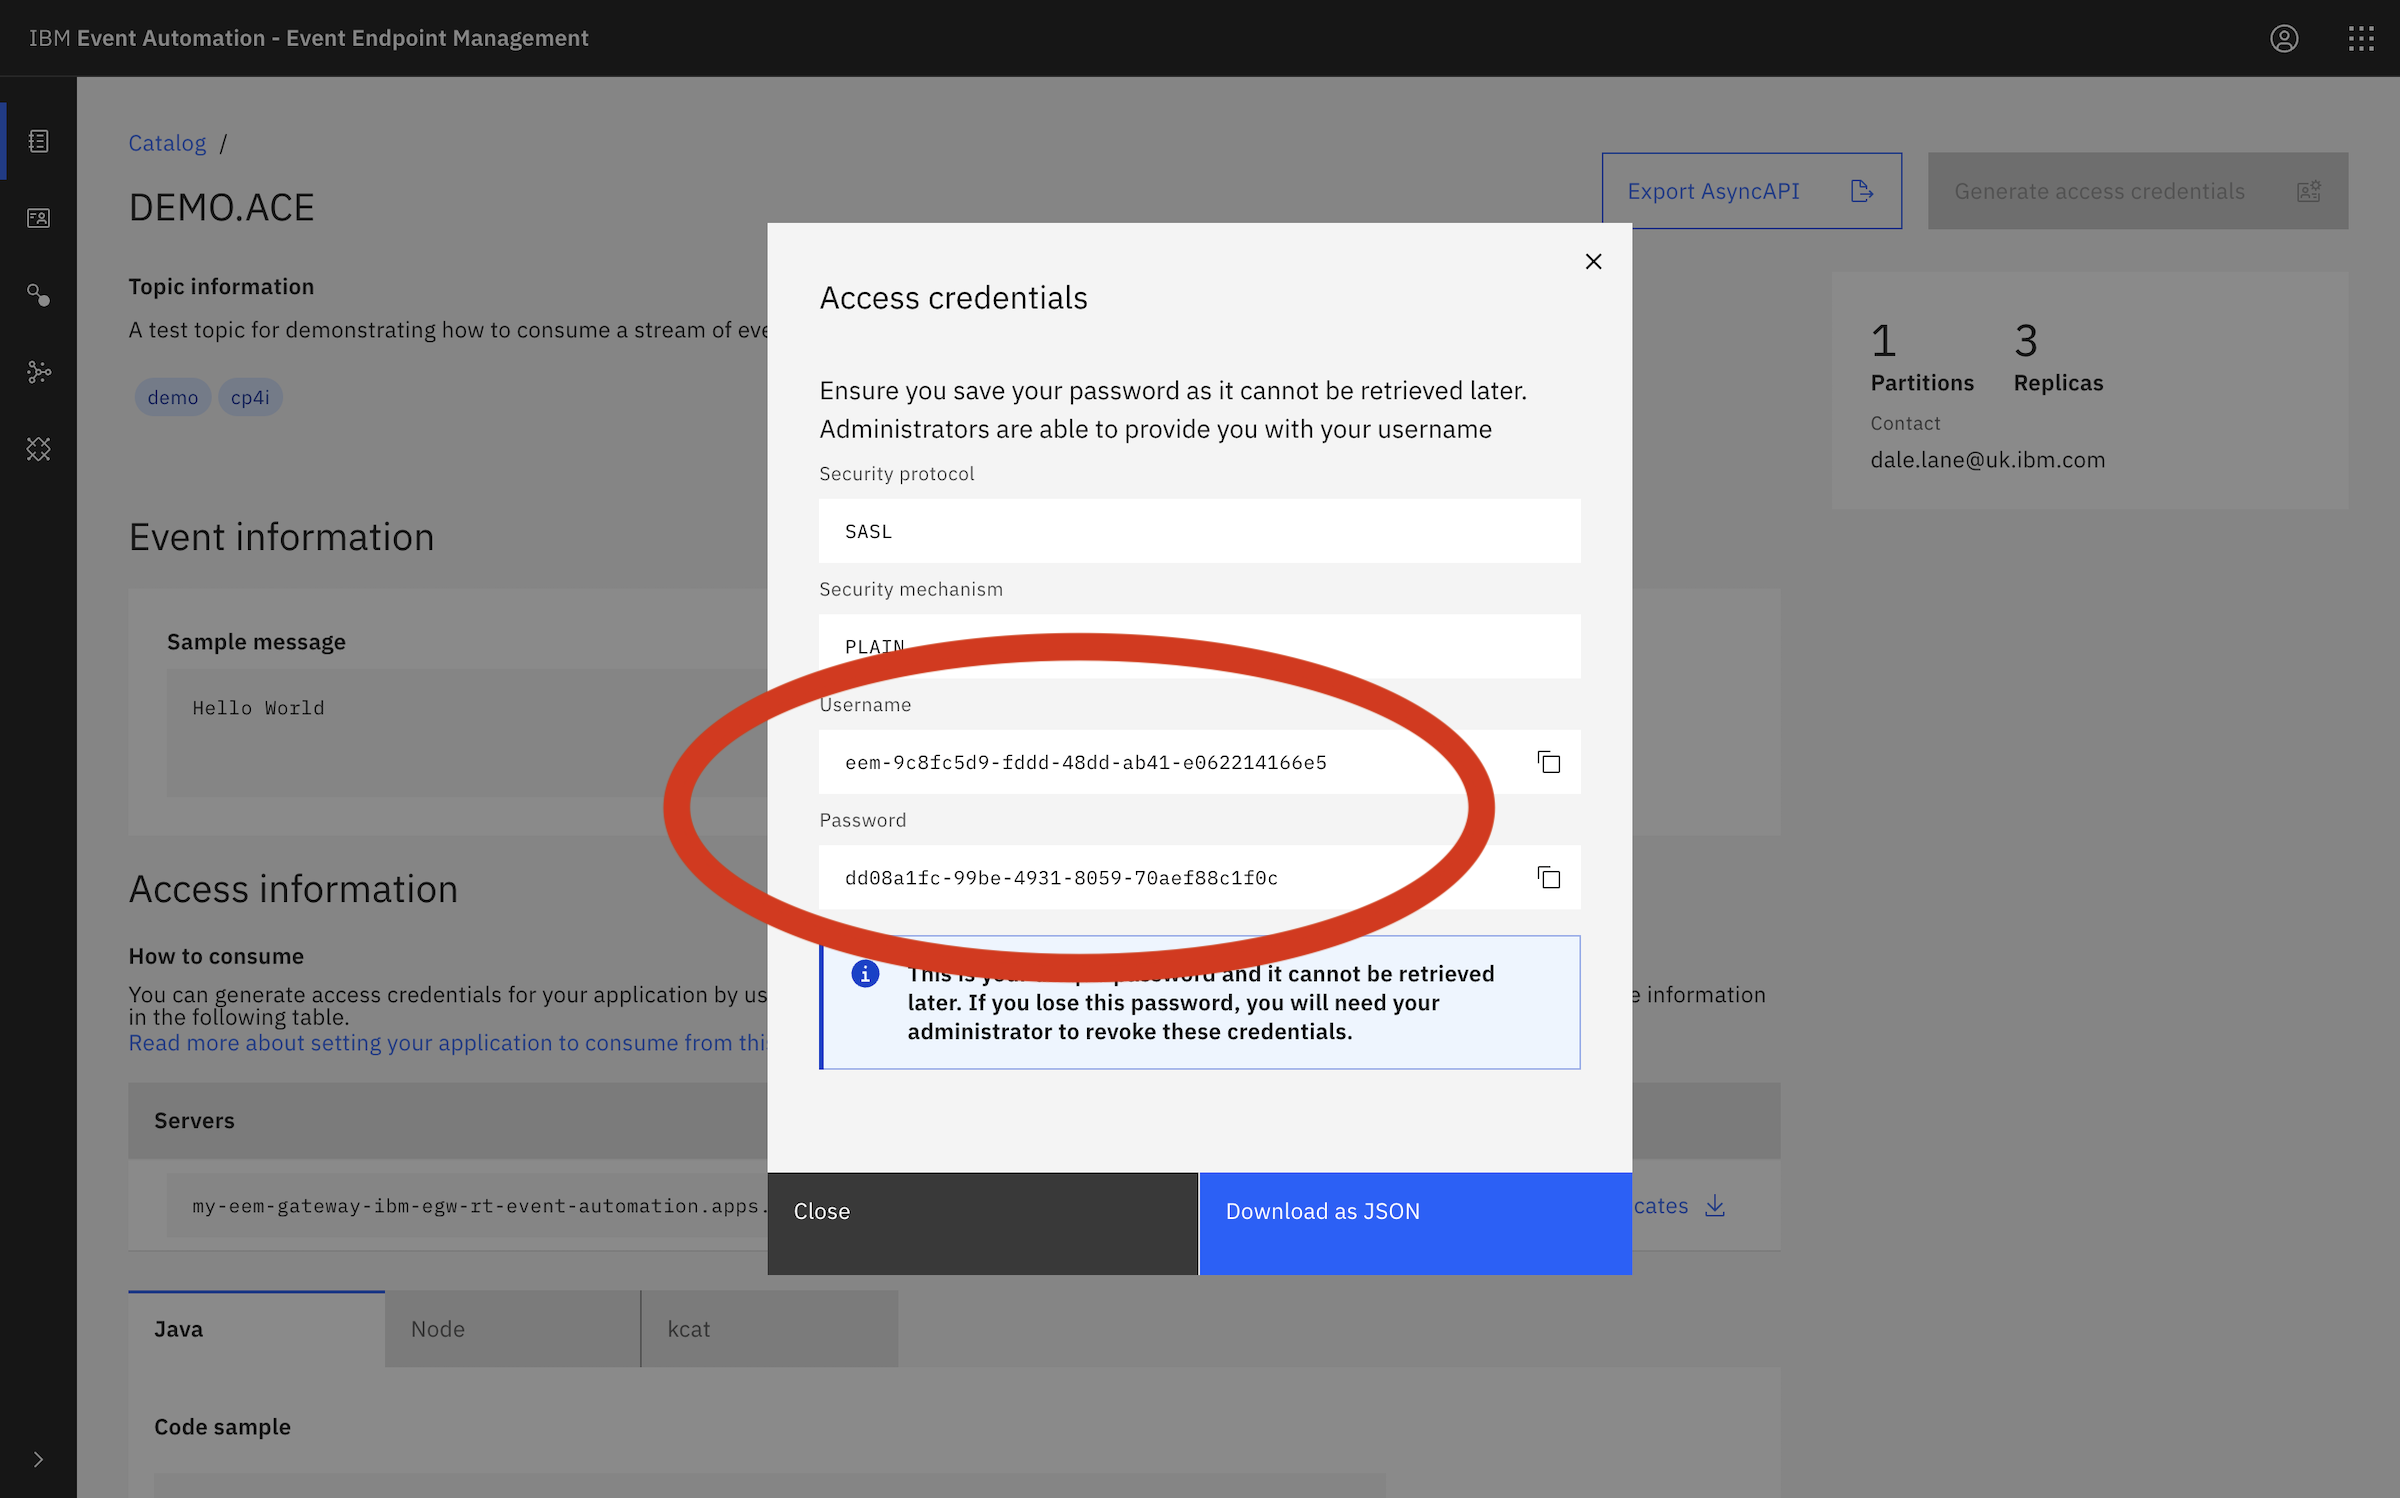 IBM Event Automation - Event Endpoint Management
Catalog /
DEMO.ACE
Export AsyncAPI
Generate access credentials
Topic information
A test topic for demonstrating how to consume a stream of
demo
cp4i
1
Partitions
3
Replicas
Contact
dale.lane@uk.ibm.com
Event information
Sample message
Hello World
Access information
How to consume
You can generate access credentials for your application by
information
in the following table.
Read more about setting your application to consume from
Servers
my-eem-gateway-ibm-egw-rt-event-automation.apps.
Java
Node
kcat
Code sample
Access credentials
Ensure you save your password as it cannot be retrieved later.
Administrators are able to provide you with your username
Security protocol
SASL
Security mechanism
PLAIN
Username
eem-9c8fc5d9-fddd-48dd-ab41-e062214166e5
Password
dd08a1fc-99be-4931-8059-70aef88c1f0c
This is password and it cannot be retrieved
later. If you lose this password, you will need your
administrator to revoke these credentials.
Close
Download as JSON